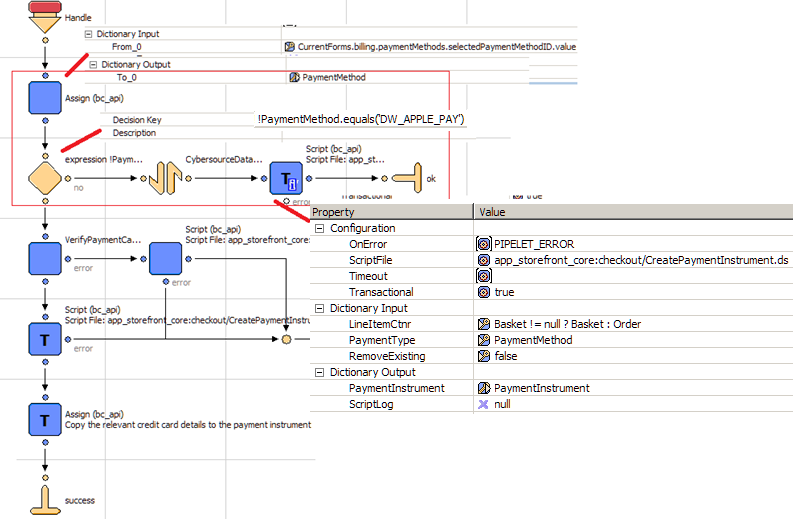 Handle
Dictionary Input
From_0 CurrentForms.billing.paymentMethods.selectedPaymentMethodID.value
Dictionary Output
To_0 PaymentMethod
Assign (bc_api)
Decision Key !PaymentMethod.equals('DW_APPLE_PAY')
Description
expression !Paym... CybersourceData... Script (bc_api)
Script File: app_st...
no ok
error
Transactional true
Property Value
Configuration
OnError PIPELET_ERROR
ScriptFile app_storefront_core:checkout/CreatePaymentInstrument.ds
Timeout
Transactional true
Dictionary Input
LineItemCtnr Basket != null ? Basket : Order
PaymentType PaymentMethod
RemoveExisting false
Dictionary Output
PaymentInstrument PaymentInstrument
ScriptLog null
VerifyPaymentCa... Script (bc_api)
Script File: app_storefront_core:
error error
Script (bc_api)
Script File: app_storefront_core:checkout/CreatePaymentInstru
error
T
T
T
i
Assign (bc_api)
Copy the relevant credit card details to the payment instrument
success